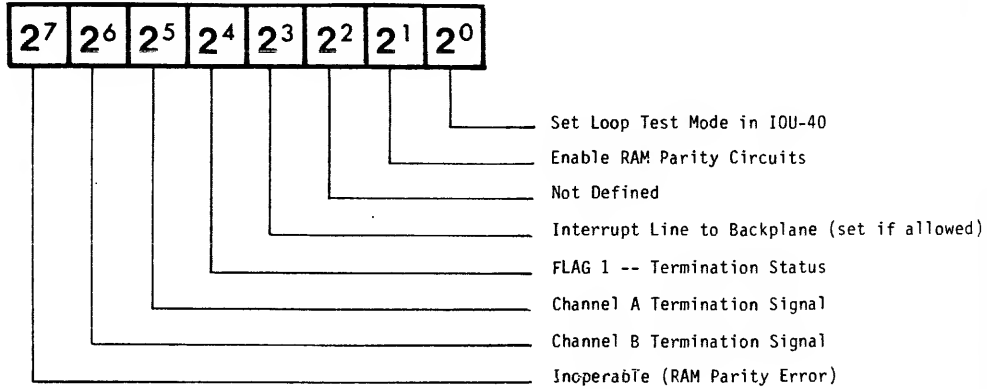 2⁷ 2⁶ 2⁵ 2⁴ 2³ 2² 2¹ 2⁰
Set Loop Test Mode in IOU-40
Enable RAM Parity Circuits
Not Defined
Interrupt Line to Backplane (set if allowed)
FLAG 1 -- Termination Status
Channel A Termination Signal
Channel B Termination Signal
Inoperable (RAM Parity Error)